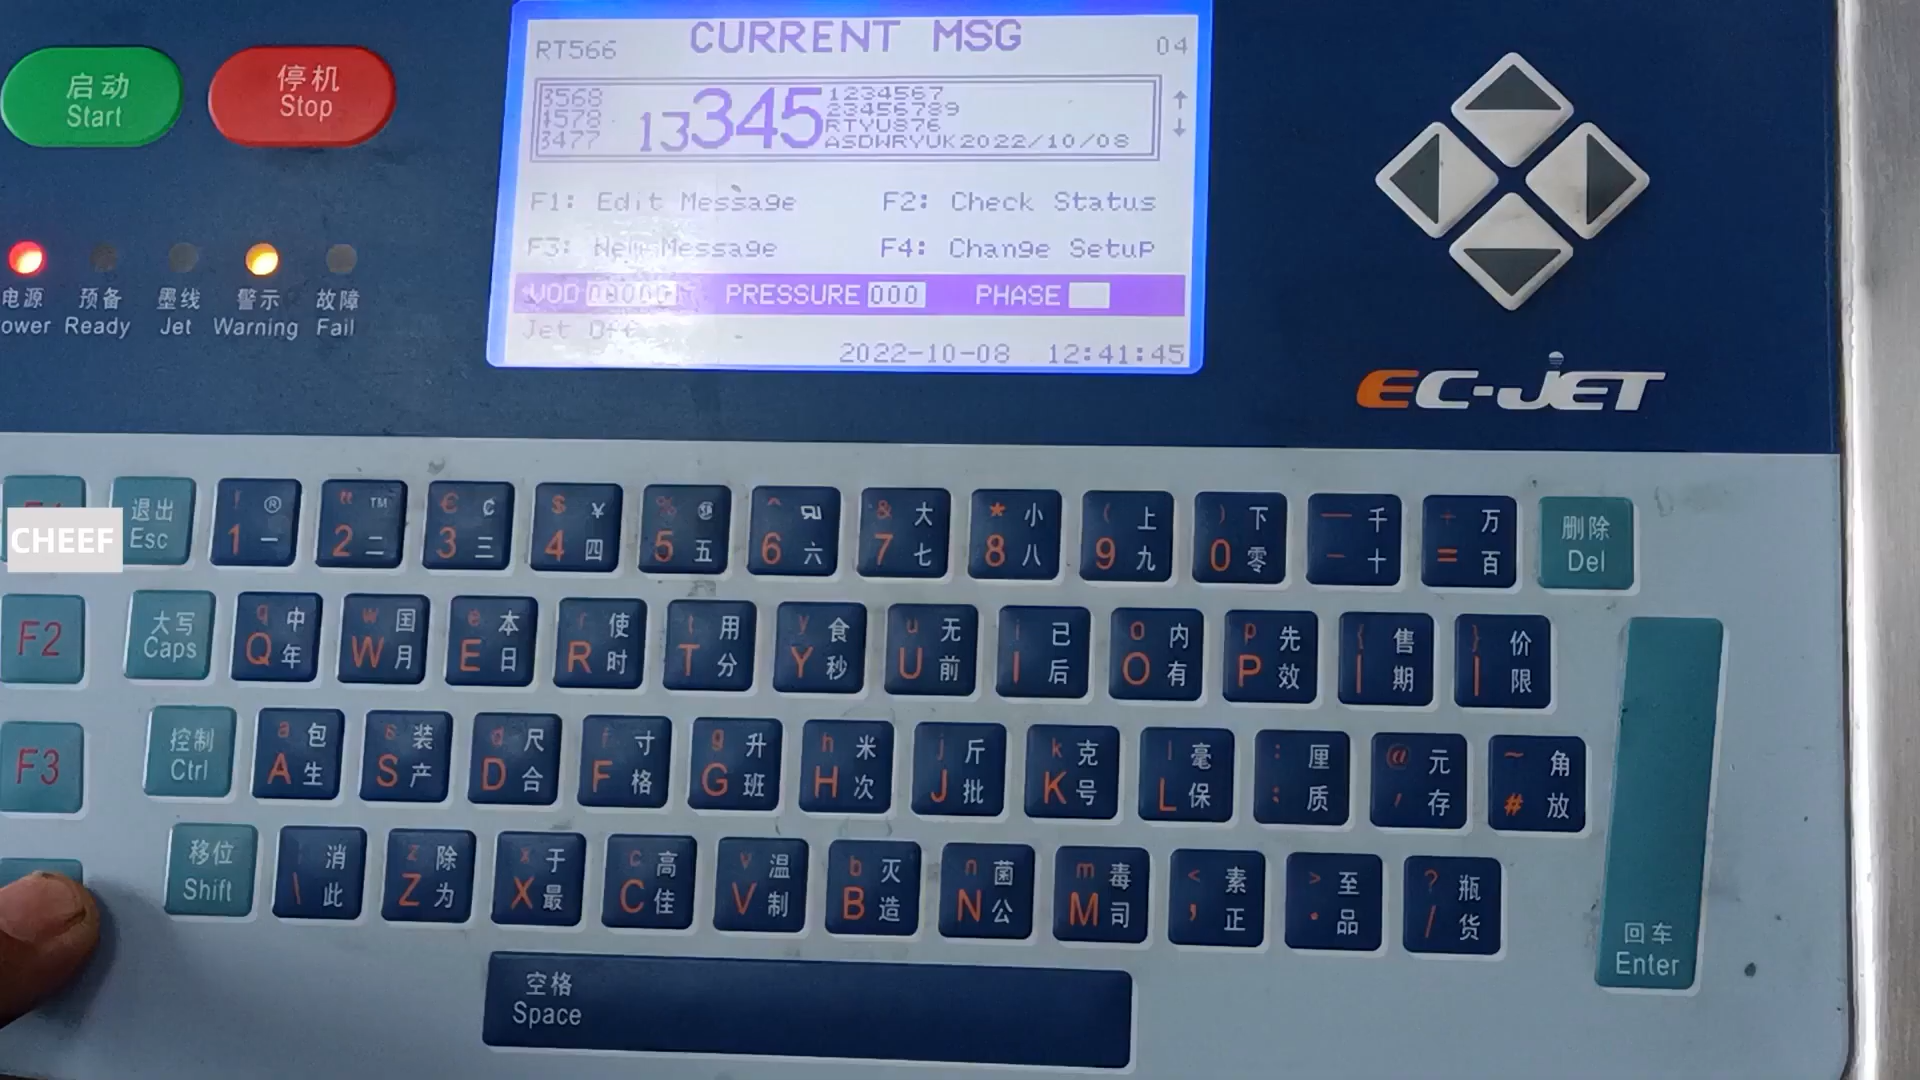 启动
Start
停机
Stop
RT566
CURRENT MSG
04
3568
4578
3477
13
345
1234567
23456789
RTYU876
ASDWRYUK2022/10/08
F1: Edit Message
F2: Check Status
F3: New Message
F4: Change Setup
VOD 00000
PRESSURE 000
PHASE
Jet Off
2022-10-08 12:41:45
电源
ower
预备
Ready
墨线
Jet
警示
Warning
故障
Fail
EC-JET
CHEEF
退出
Esc
®
1 一
" ™
2 二
€ ¢
3 三
$ ¥
4 四
%
5 五
^
6 六
& 大
7 七
* 小
8 八
( 上
9 九
) 下
0 零
— 千
- 十
+ 万
= 百
删除
Del
F2
大写
Caps
q 中
Q 年
w 国
W 月
e 本
E 日
r 使
R 时
t 用
T 分
y 食
Y 秒
u 无
U 前
i 已
I 后
o 内
O 有
p 先
P 效
{ 售
| 期
} 价
| 限
F3
控制
Ctrl
a 包
A 生
s 装
S 产
d 尺
D 合
f 寸
F 格
g 升
G 班
h 米
H 次
j 斤
J 批
k 克
K 号
l 毫
L 保
: 厘
: 质
@ 元
' 存
~ 角
# 放
移位
Shift
消
\ 此
z 除
Z 为
x 于
X 最
c 高
C 佳
v 温
V 制
b 灭
B 造
n 菌
N 公
m 毒
M 司
< 素
, 正
> 至
. 品
? 瓶
/ 货
回车
Enter
空格
Space